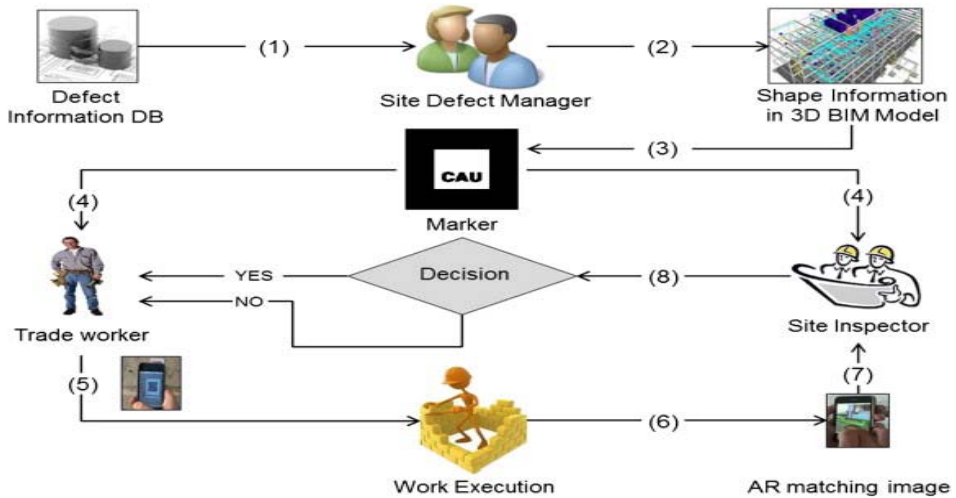 (1)
(2)
Defect
Information DB
Site Defect Manager
Shape Information
in 3D BIM Model
(3)
CAU
(4)
(4)
Marker
YES
Decision
(8)
NO
Trade worker
Site Inspector
(5)
(7)
(6)
Work Execution
AR matching image